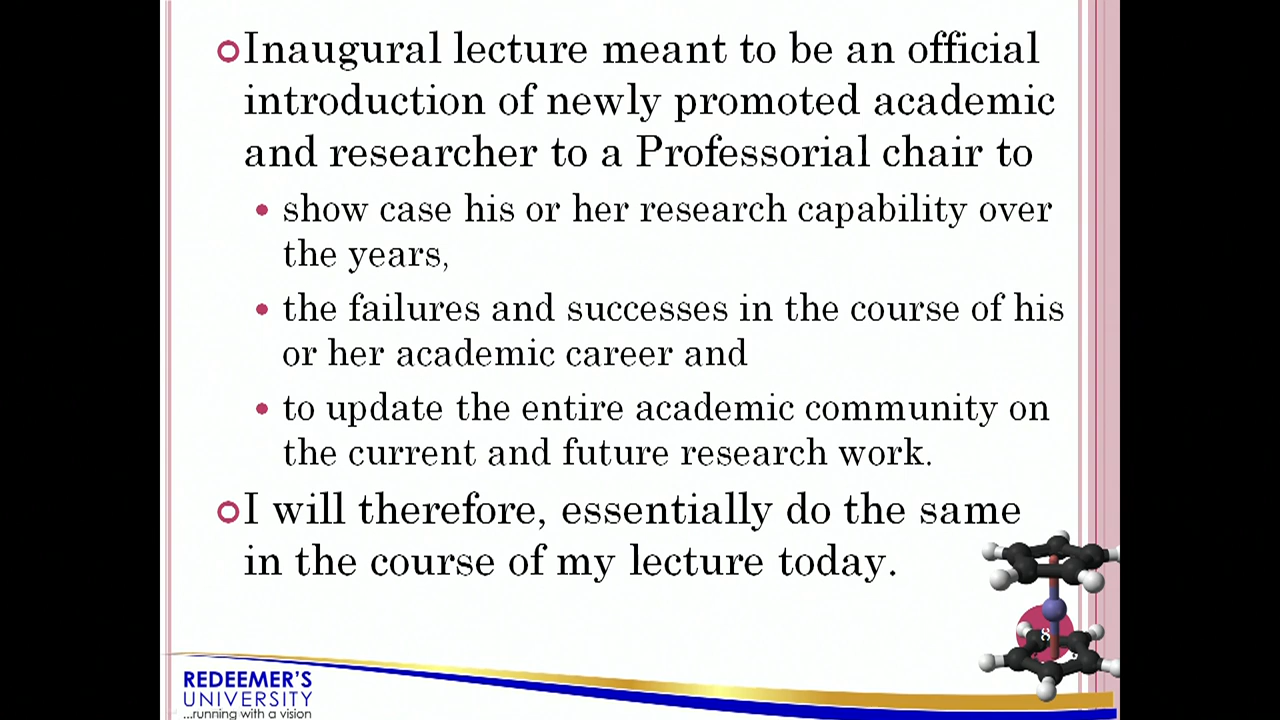 Inaugural lecture meant to be an official
introduction of newly promoted academic
and researcher to a Professorial chair to
show case his or her research capability over
the years,
the failures and successes in the course of his
or her academic career and
to update the entire academic community on
the current and future research work.
I will therefore, essentially do the same
in the course of my lecture today.
REDEEMER'S
UNIVERSITY
...running with a vision